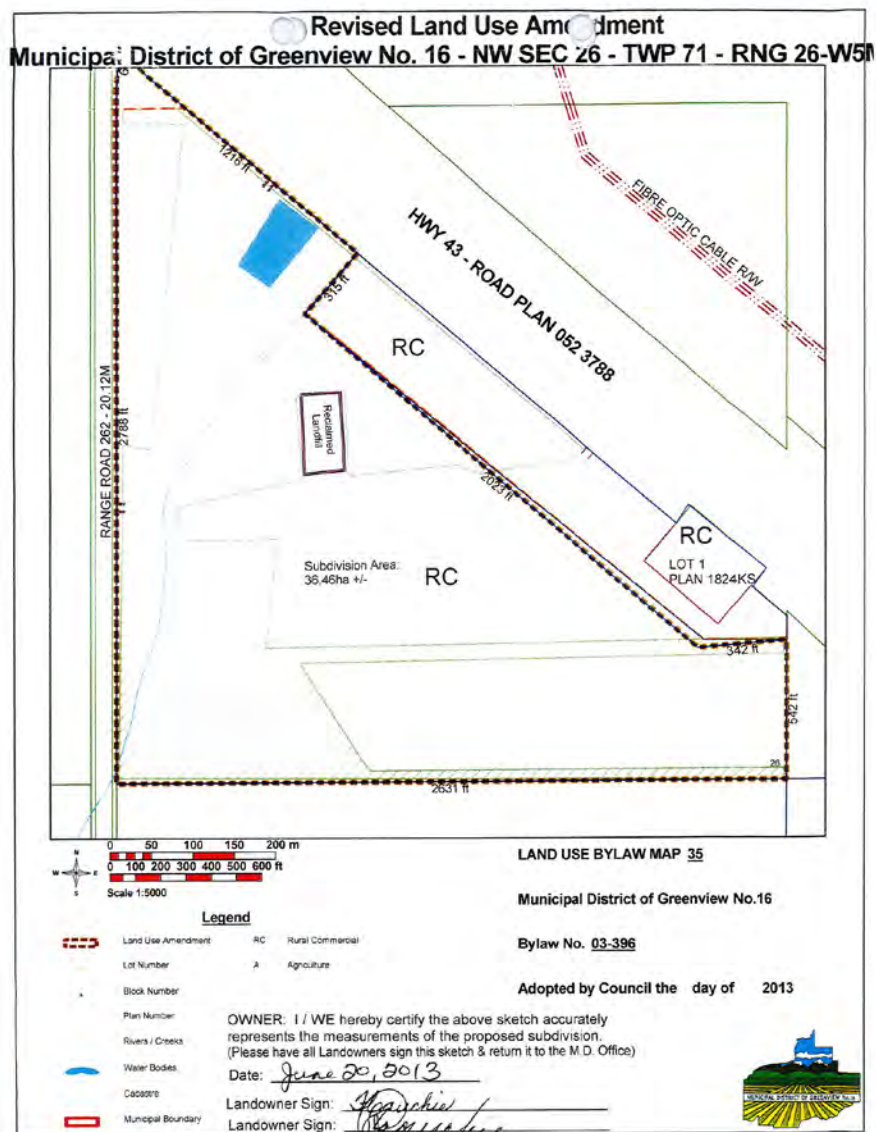 Revised Land Use Amendment
Municipal District of Greenview No. 16 - NW SEC 26 - TWP 71 - RNG 26-W5M
1216 ft
FIBRE OPTIC CABLE R/W
HWY 43 - ROAD PLAN 052 3788
315 ft
RC
RANGE ROAD 262 - 20.12M
2788 ft
Reclaimed
Landfill
2023 ft
RC
LOT 1
PLAN 1824KS
Subdivision Area:
36.46ha +/-
RC
342 ft
542 ft
26
2631 ft
0 50 100 150 200 m
0 100 200 300 400 500 600 ft
Scale 1:5000
N
W E
S
LAND USE BYLAW MAP 35
Municipal District of Greenview No.16
Bylaw No. 03-396
Adopted by Council the day of 2013
Legend
Land Use Amendment RC Rural Commercial
Lot Number A Agriculture
Block Number
Plan Number
Rivers / Creeks
Water Bodies
Cadastre
Municipal Boundary
OWNER: I / WE hereby certify the above sketch accurately
represents the measurements of the proposed subdivision.
(Please have all Landowners sign this sketch & return it to the M.D. Office)
Date: June 20, 2013
Landowner Sign:
Landowner Sign:
MUNICIPAL DISTRICT OF GREENVIEW No. 16